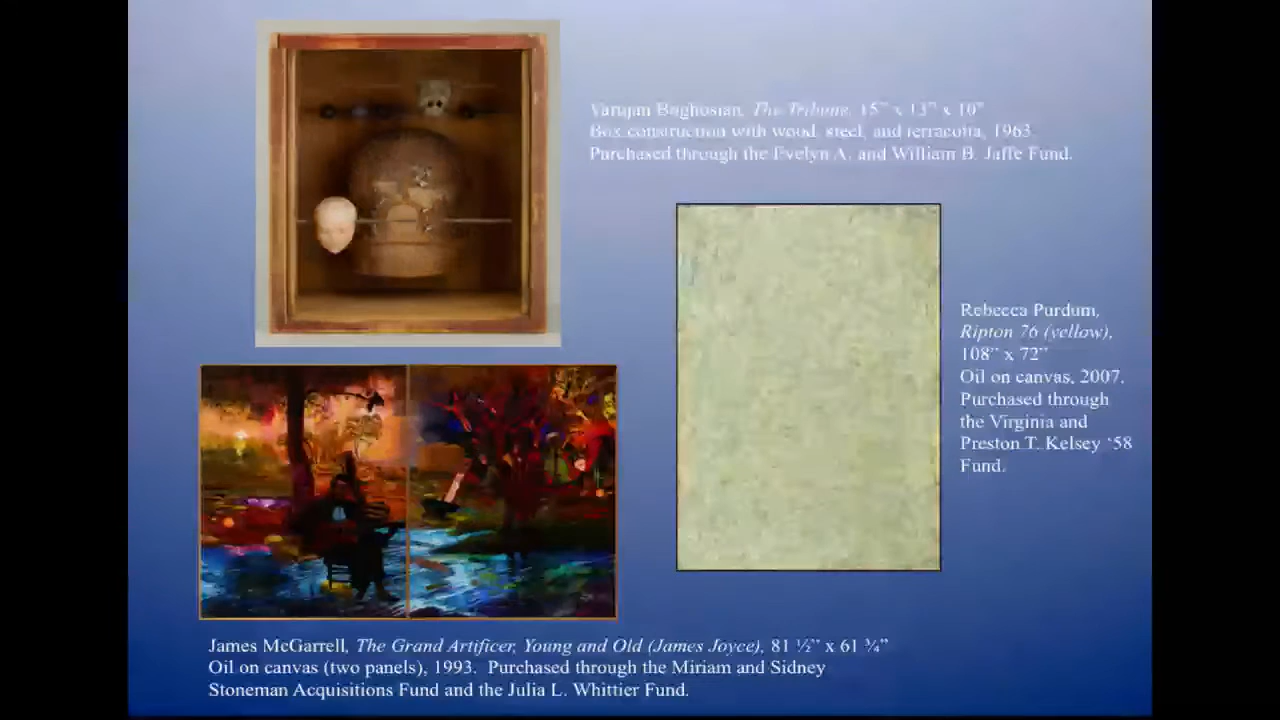 Varujan Boghosian, The Tribune, 15” x 13” x 10”
Box construction with wood, steel, and terracotta, 1963.
Purchased through the Evelyn A. and William B. Jaffe Fund.
Rebecca Purdum,
Ripton 76 (yellow),
108” x 72”
Oil on canvas, 2007.
Purchased through
the Virginia and
Preston T. Kelsey ‘58
Fund.
James McGarrell, The Grand Artificer, Young and Old (James Joyce), 81 ½” x 61 ¾”
Oil on canvas (two panels), 1993. Purchased through the Miriam and Sidney
Stoneman Acquisitions Fund and the Julia L. Whittier Fund.